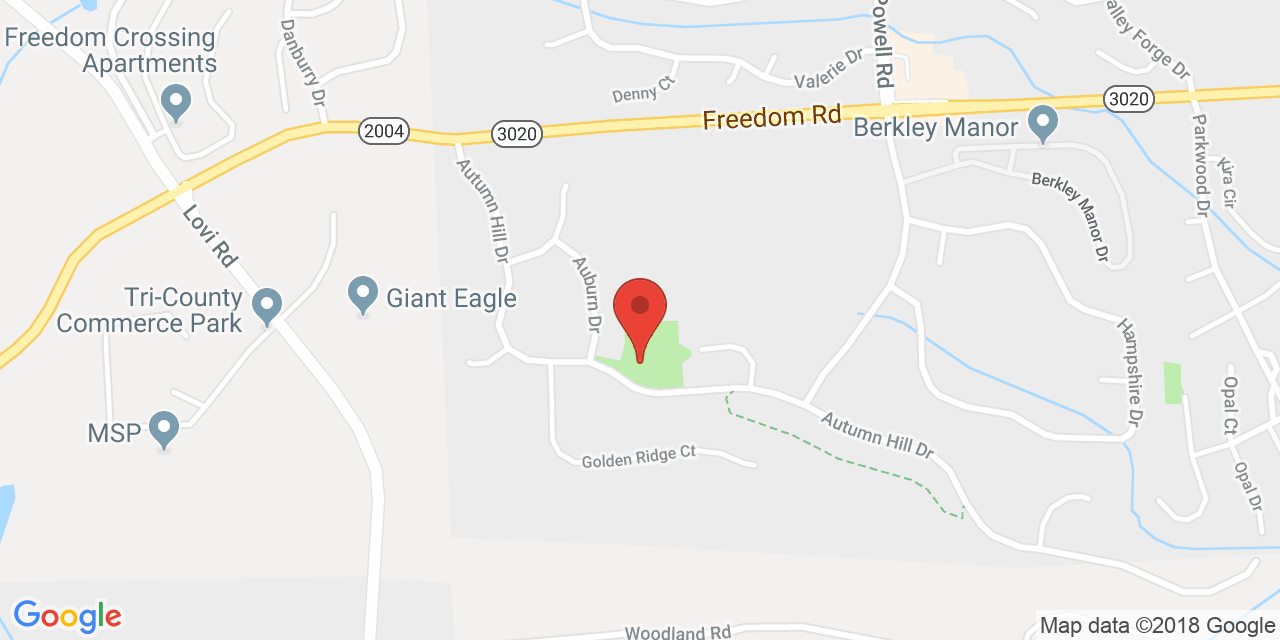 Freedom Crossing
Apartments
Danburry Dr
Denny Ct
Valerie Dr
Powell Rd
alley Forge Dr
2004
3020
Freedom Rd
3020
Berkley Manor
Parkwood Dr
Kira Cir
Berkley Manor Dr
Autumn Hill Dr
Lovi Rd
Auburn Dr
Tri-County
Commerce Park
Giant Eagle
Hampshire Dr
MSP
Autumn Hill Dr
Opal Ct
Golden Ridge Ct
Opal Dr
Google
Woodland Rd
Map data ©2018 Google